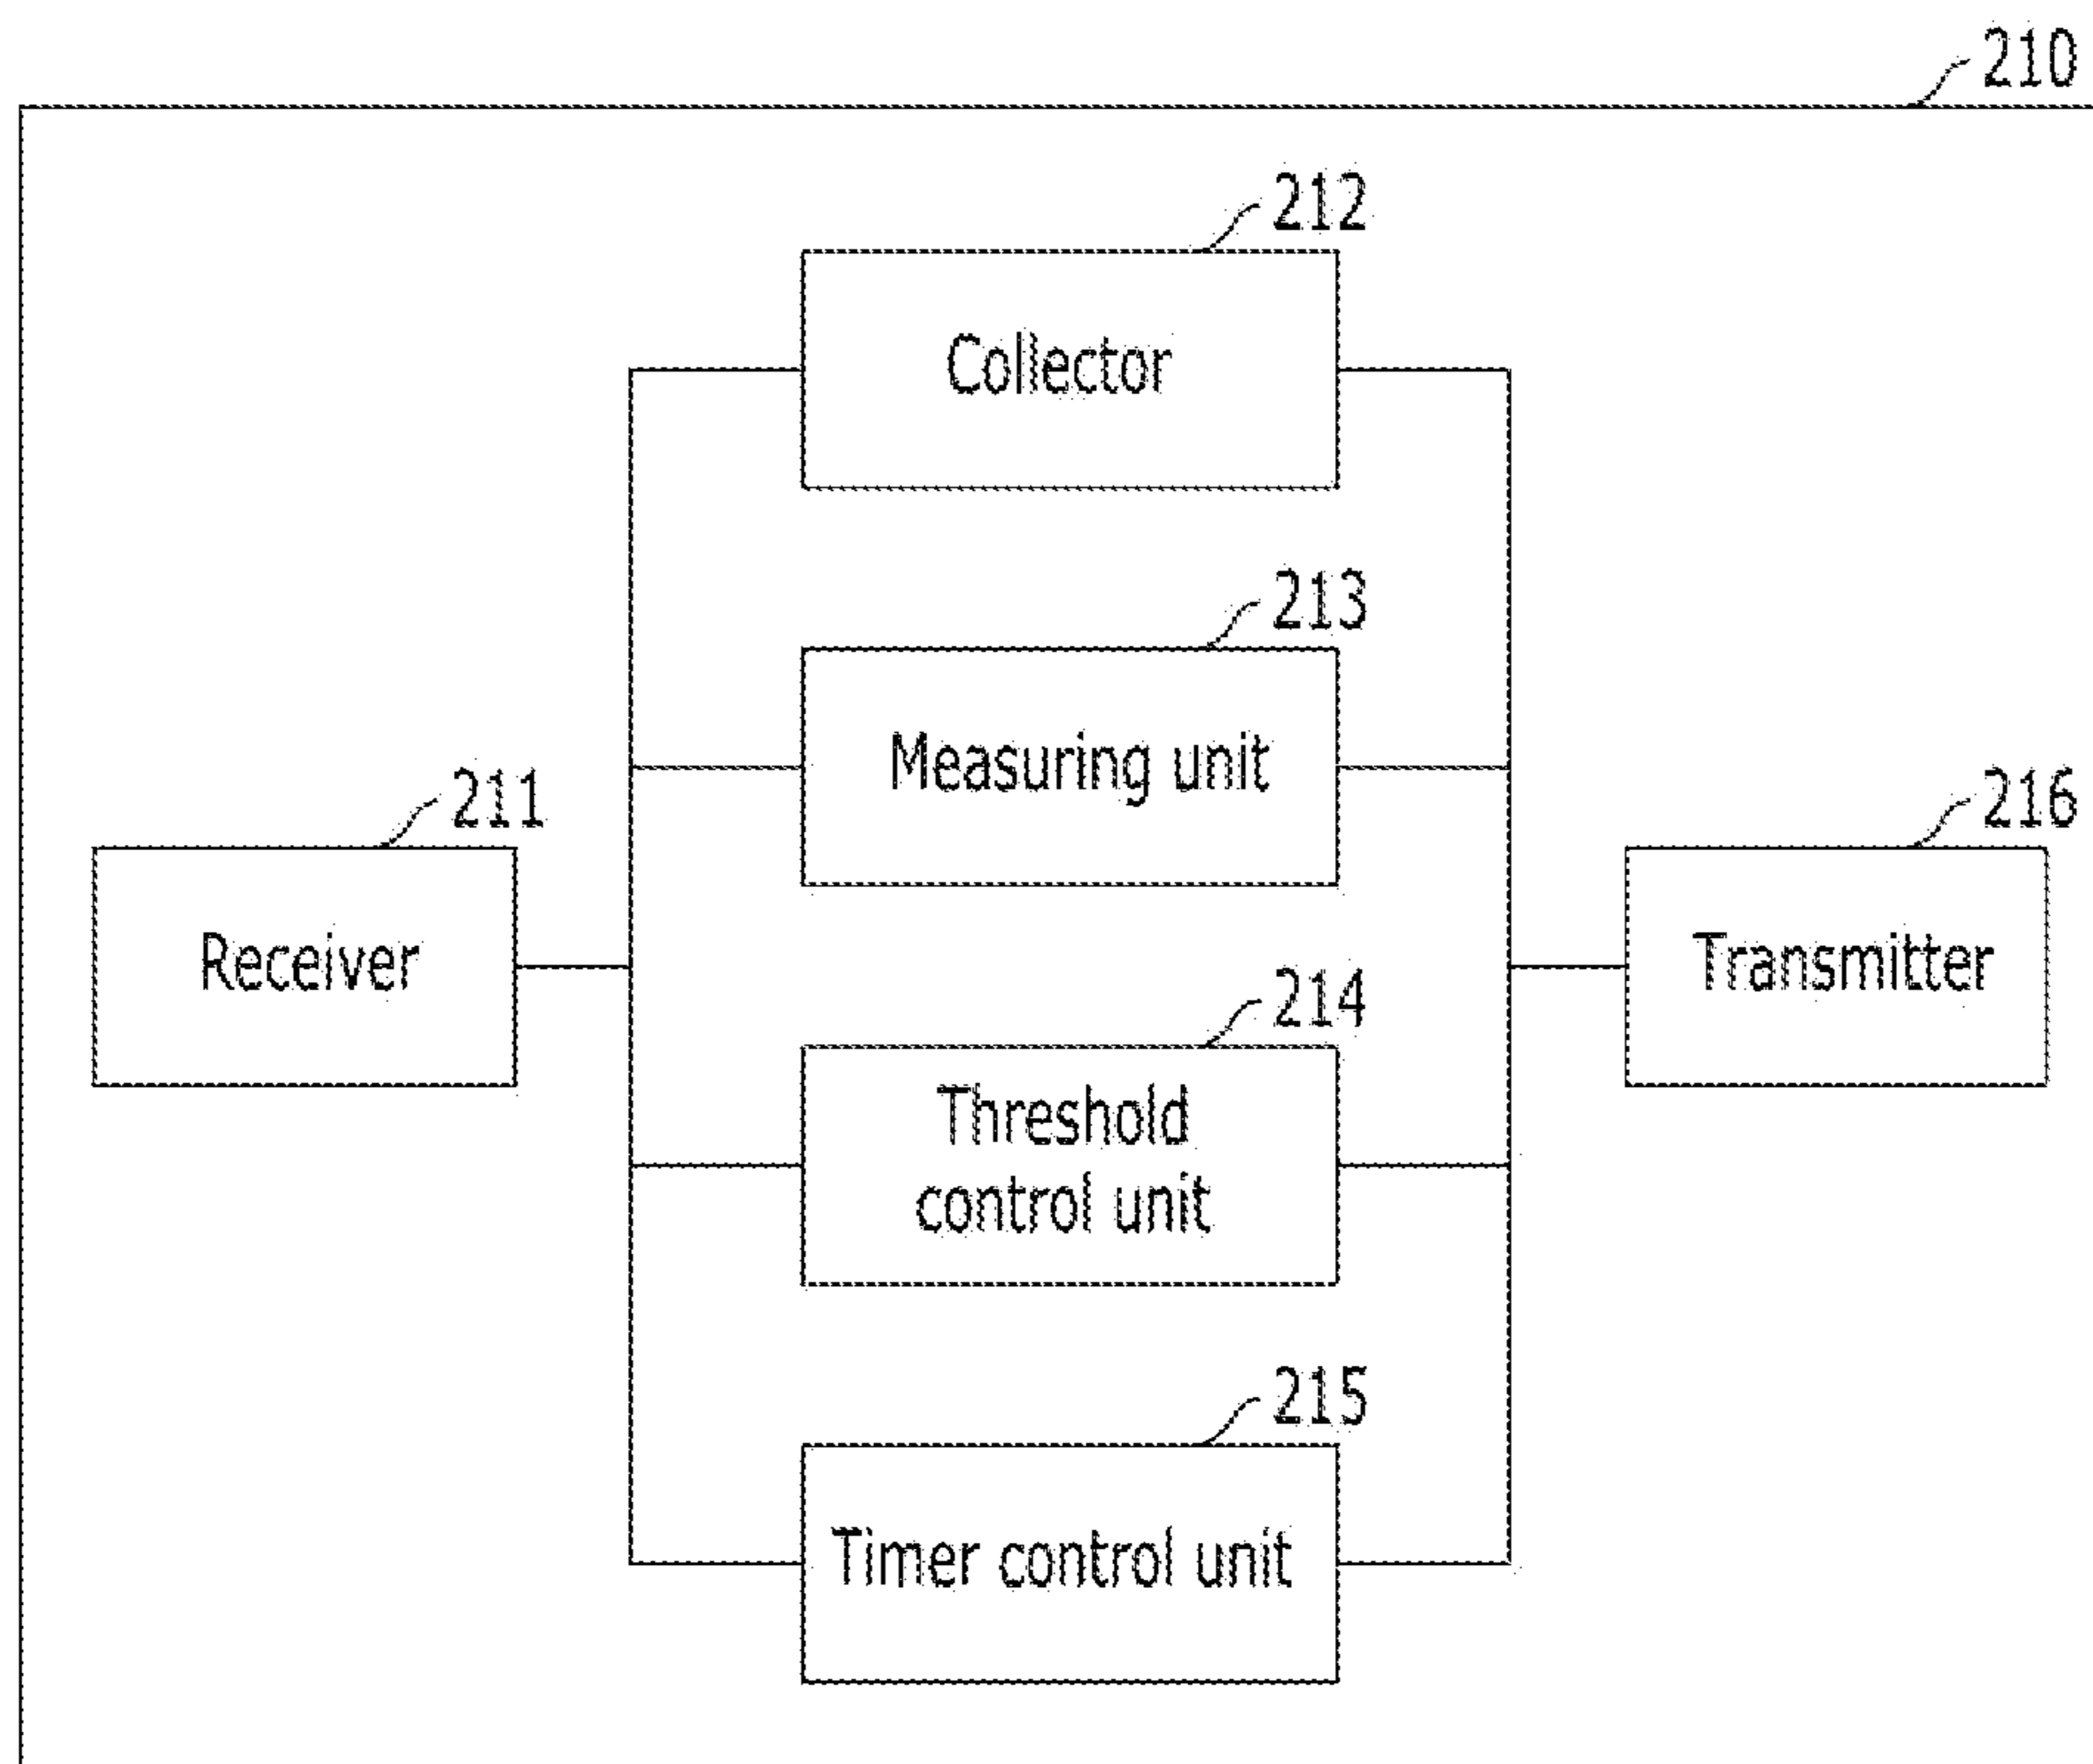 210
212
Collector
213
Measuring unit
211
Receiver
216
Transmitter
214
Threshold
control unit
215
Timer control unit